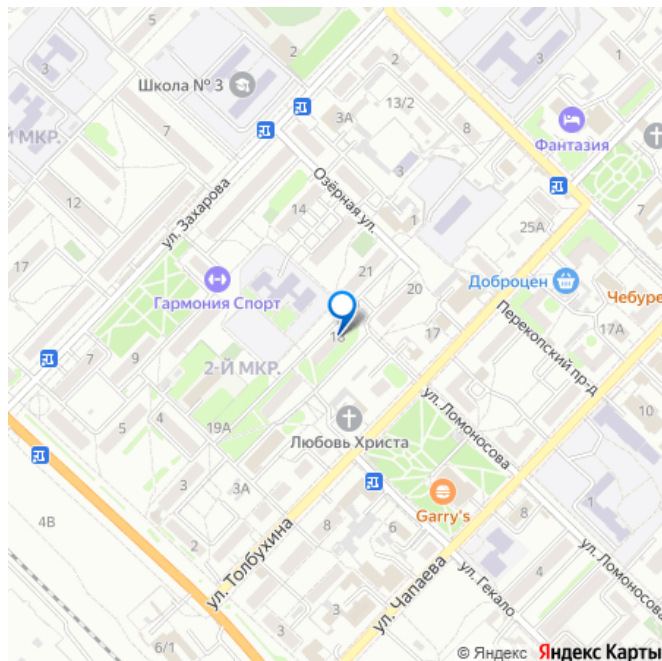 2
3
2
3
1
Школа № 3
13/2
3А
8
Фантазия
Й МКР.
7
3
7
12
ул. Захарова
14
Озёрная ул.
1
25А
17
21
20
Доброцен
Чебуре
Гармония Спорт
17
17А
18
Перекопский пр-д
7
9
2-Й МКР.
10
5
4
19А
Любовь Христа
ул. Ломоносова
3
3А
Garry's
1
4В
8
6
8
2
ул. Толбухина
ул. Чапаева
ул. Гекало
4
ул. Ломоносова
6/1
2
3
© Яндекс Яндекс Карты